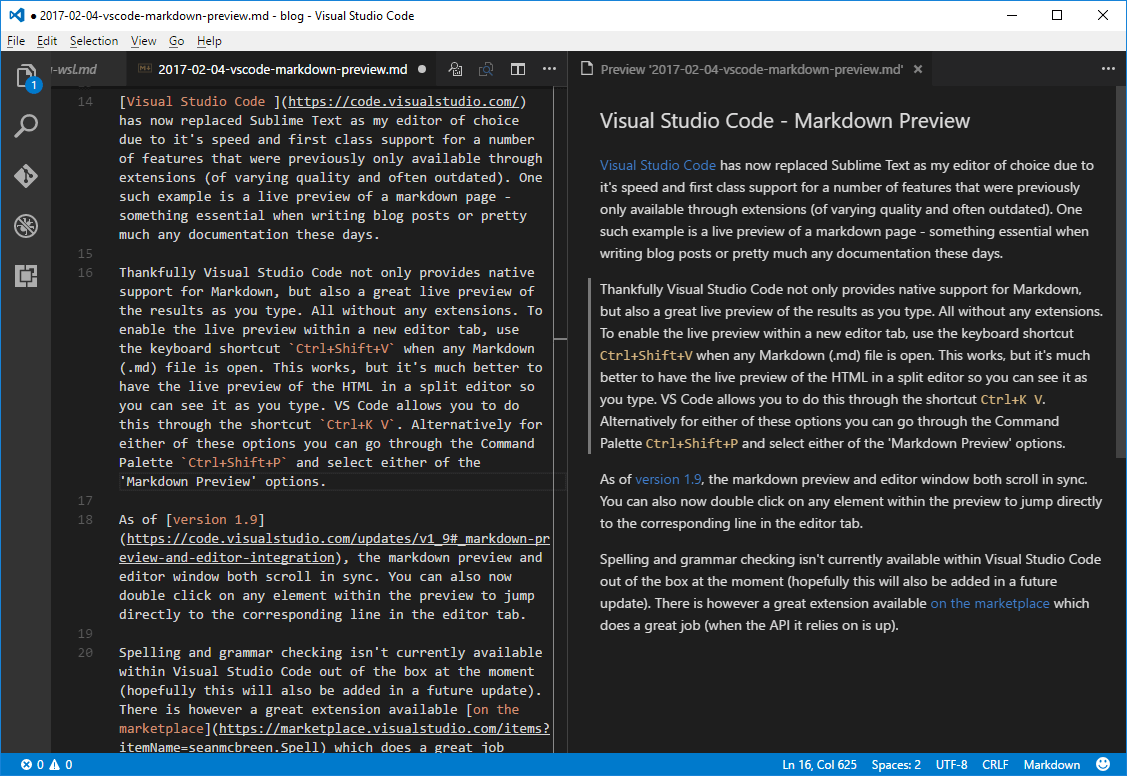 ● 2017-02-04-vscode-markdown-preview.md - blog - Visual Studio Code
File Edit Selection View Go Help
1
-wsl.md
2017-02-04-vscode-markdown-preview.md ●
Preview '2017-02-04-vscode-markdown-preview.md' ×
14 [Visual Studio Code ](https://code.visualstudio.com/)
has now replaced Sublime Text as my editor of choice
due to it's speed and first class support for a number
of features that were previously only available through
extensions (of varying quality and often outdated). One
such example is a live preview of a markdown page -
something essential when writing blog posts or pretty
much any documentation these days.
15
16 Thankfully Visual Studio Code not only provides native
support for Markdown, but also a great live preview of
the results as you type. All without any extensions. To
enable the live preview within a new editor tab, use
the keyboard shortcut `Ctrl+Shift+V` when any Markdown
(.md) file is open. This works, but it's much better to
have the live preview of the HTML in a split editor so
you can see it as you type. VS Code allows you to do
this through the shortcut `Ctrl+K V`. Alternatively for
either of these options you can go through the Command
Palette `Ctrl+Shift+P` and select either of the
'Markdown Preview' options.
17
18 As of [version 1.9]
(https://code.visualstudio.com/updates/v1_9#_markdown-pr
eview-and-editor-integration), the markdown preview and
editor window both scroll in sync. You can also now
double click on any element within the preview to jump
directly to the corresponding line in the editor tab.
19
20 Spelling and grammar checking isn't currently available
within Visual Studio Code out of the box at the moment
(hopefully this will also be added in a future update).
There is however a great extension available [on the
marketplace](https://marketplace.visualstudio.com/items?
itemName=seanmcbreen.Spell) which does a great job
Visual Studio Code - Markdown Preview
Visual Studio Code has now replaced Sublime Text as my editor of choice due to
it's speed and first class support for a number of features that were previously
only available through extensions (of varying quality and often outdated). One
such example is a live preview of a markdown page - something essential when
writing blog posts or pretty much any documentation these days.
Thankfully Visual Studio Code not only provides native support for Markdown,
but also a great live preview of the results as you type. All without any extensions.
To enable the live preview within a new editor tab, use the keyboard shortcut
Ctrl+Shift+V when any Markdown (.md) file is open. This works, but it's much
better to have the live preview of the HTML in a split editor so you can see it as
you type. VS Code allows you to do this through the shortcut Ctrl+K V.
Alternatively for either of these options you can go through the Command
Palette Ctrl+Shift+P and select either of the 'Markdown Preview' options.
As of version 1.9, the markdown preview and editor window both scroll in sync.
You can also now double click on any element within the preview to jump directly
to the corresponding line in the editor tab.
Spelling and grammar checking isn't currently available within Visual Studio Code
out of the box at the moment (hopefully this will also be added in a future
update). There is however a great extension available on the marketplace which
does a great job (when the API it relies on is up).
0 0 Ln 16, Col 625 Spaces: 2 UTF-8 CRLF Markdown